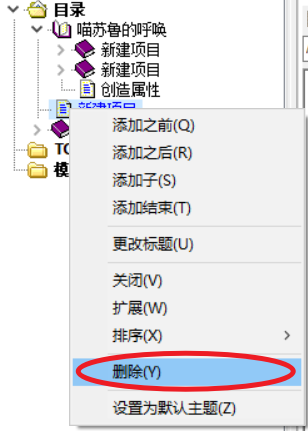 目录
喵苏鲁的呼唤
新建项目
新建项目
创造属性
新建项目
TO
模
添加之前(Q)
添加之后(R)
添加子(S)
添加结束(T)
更改标题(U)
关闭(V)
扩展(W)
排序(X)
删除(Y)
设置为默认主题(Z)